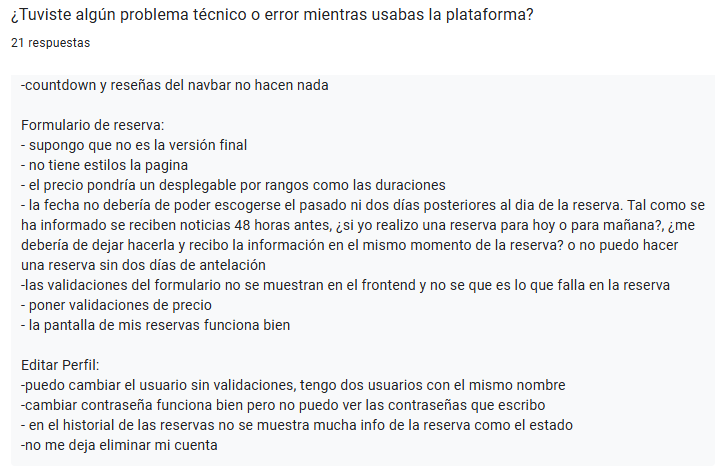 ¿Tuviste algún problema técnico o error mientras usabas la plataforma?
21 respuestas
-countdown y reseñas del navbar no hacen nada
Formulario de reserva:
- supongo que no es la versión final
- no tiene estilos la pagina
- el precio pondría un desplegable por rangos como las duraciones
- la fecha no debería de poder escogerse el pasado ni dos días posteriores al dia de la reserva. Tal como se
ha informado se reciben noticias 48 horas antes, ¿si yo realizo una reserva para hoy o para mañana?, ¿me
debería de dejar hacerla y recibo la información en el mismo momento de la reserva? o no puedo hacer
una reserva sin dos días de antelación
-las validaciones del formulario no se muestran en el frontend y no se que es lo que falla en la reserva
- poner validaciones de precio
- la pantalla de mis reservas funciona bien
Editar Perfil:
-puedo cambiar el usuario sin validaciones, tengo dos usuarios con el mismo nombre
-cambiar contraseña funciona bien pero no puedo ver las contraseñas que escribo
- en el historial de las reservas no se muestra mucha info de la reserva como el estado
-no me deja eliminar mi cuenta